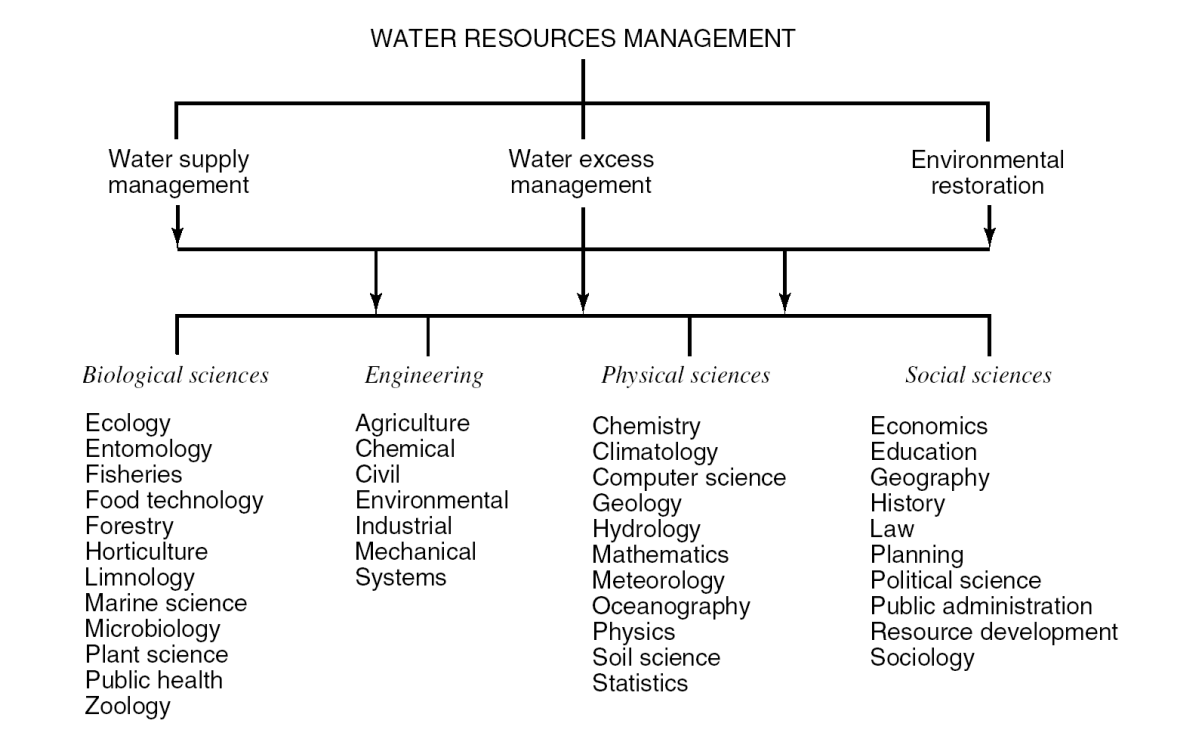 WATER RESOURCES MANAGEMENT
Water supply
management
Water excess
management
Environmental
restoration
Biological sciences
Ecology
Entomology
Fisheries
Food technology
Forestry
Horticulture
Limnology
Marine science
Microbiology
Plant science
Public health
Zoology
Engineering
Agriculture
Chemical
Civil
Environmental
Industrial
Mechanical
Systems
Physical sciences
Chemistry
Climatology
Computer science
Geology
Hydrology
Mathematics
Meteorology
Oceanography
Physics
Soil science
Statistics
Social sciences
Economics
Education
Geography
History
Law
Planning
Political science
Public administration
Resource development
Sociology